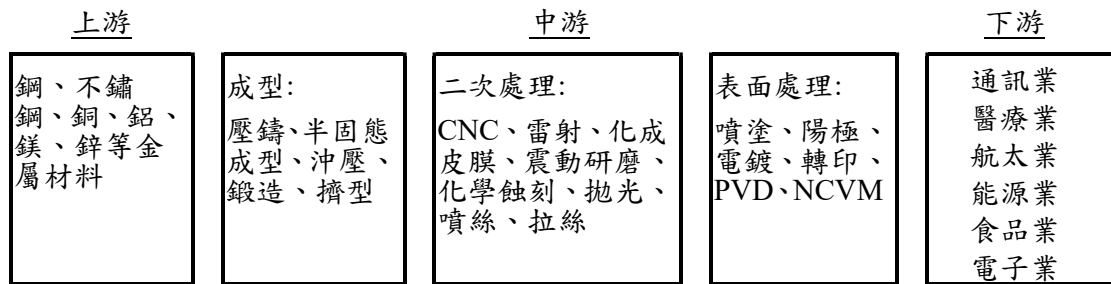 上游
中游
下游
鋼、不鏽
鋼、銅、鋁、
鎂、鋅等金
屬材料
成型:
壓鑄、半固態
成型、沖壓、
鍛造、擠型
二次處理:
CNC、雷射、化成
皮膜、震動研磨、
化學蝕刻、拋光、
噴絲、拉絲
表面處理:
噴塗、陽極、
電鍍、轉印、
PVD、NCVM
通訊業
醫療業
航太業
能源業
食品業
電子業